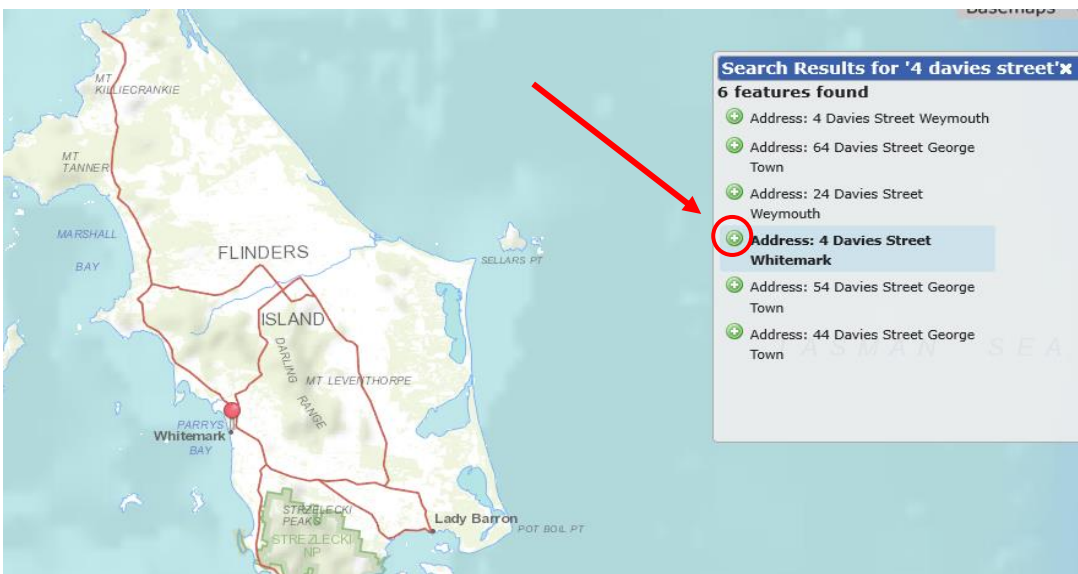 Basemaps
Search Results for '4 davies street'x
6 features found
Address: 4 Davies Street Weymouth
Address: 64 Davies Street George
Town
Address: 24 Davies Street
Weymouth
Address: 4 Davies Street
Whitemark
Address: 54 Davies Street George
Town
Address: 44 Davies Street George
Town
MT
KILLIECRANKIE
MT
TANNER
MARSHALL
BAY
FLINDERS
SELLARS PT
ISLAND
DARLING
RANGE
MT LEVENTHORPE
PARRYS
Whitemark
BAY
STRZELECKI
PEAKS
STREZLECKI
NP
Lady Barron
POT BOIL PT
TASMAN SEA